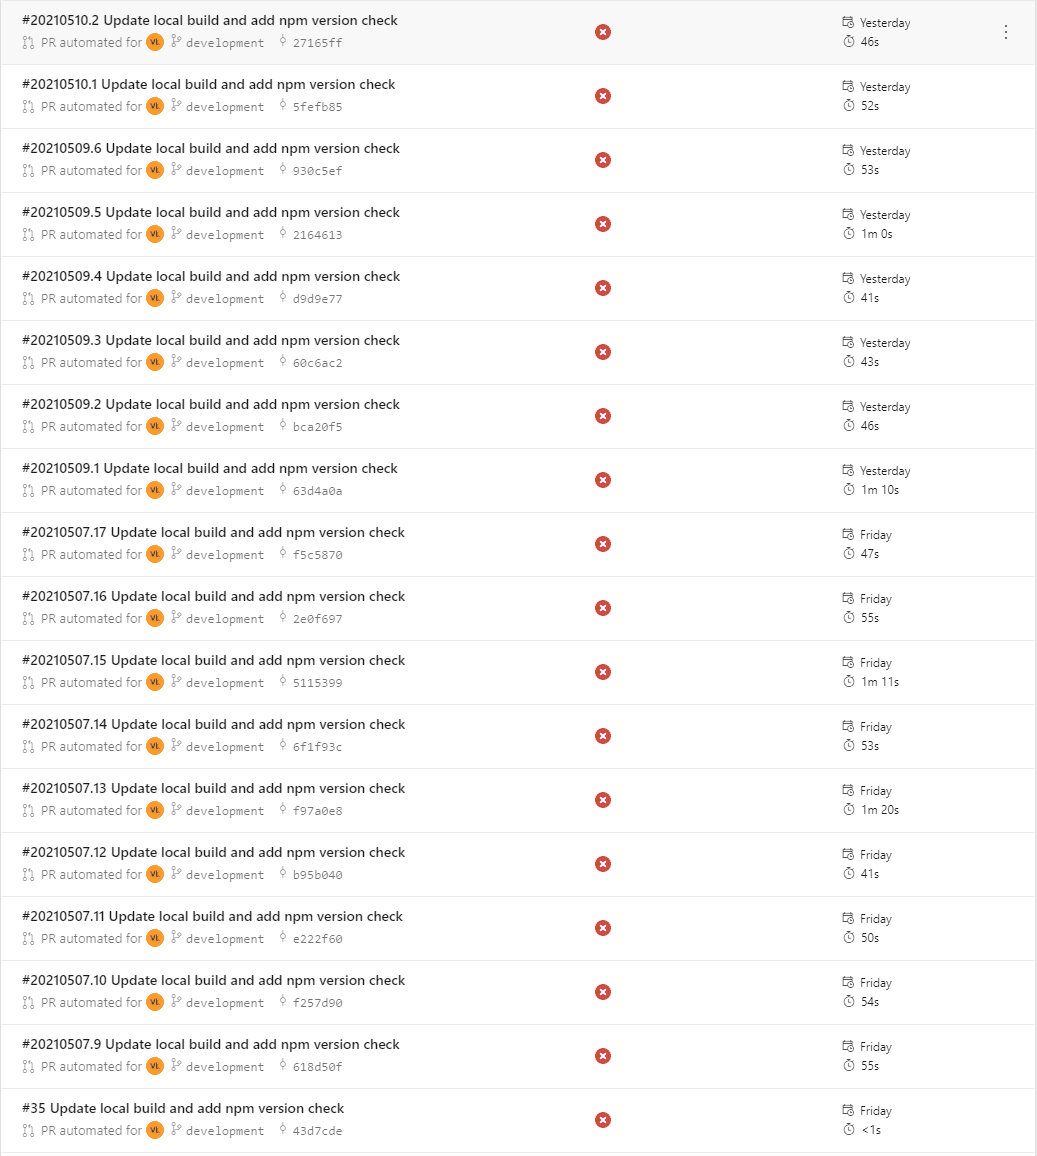 #20210510.2 Update local build and add npm version check
Yesterday
PR automated for VL development 27165ff
46s
#20210510.1 Update local build and add npm version check
Yesterday
PR automated for VL development 5fefb85
52s
#20210509.6 Update local build and add npm version check
Yesterday
PR automated for VL development 930c5ef
53s
#20210509.5 Update local build and add npm version check
Yesterday
PR automated for VL development 2164613
1m 0s
#20210509.4 Update local build and add npm version check
Yesterday
PR automated for VL development d9d9e77
41s
#20210509.3 Update local build and add npm version check
Yesterday
PR automated for VL development 60c6ac2
43s
#20210509.2 Update local build and add npm version check
Yesterday
PR automated for VL development bca20f5
46s
#20210509.1 Update local build and add npm version check
Yesterday
PR automated for VL development 63d4a0a
1m 10s
#20210507.17 Update local build and add npm version check
Friday
PR automated for VL development f5c5870
47s
#20210507.16 Update local build and add npm version check
Friday
PR automated for VL development 2e0f697
55s
#20210507.15 Update local build and add npm version check
Friday
PR automated for VL development 5115399
1m 11s
#20210507.14 Update local build and add npm version check
Friday
PR automated for VL development 6f1f93c
53s
#20210507.13 Update local build and add npm version check
Friday
PR automated for VL development f97a0e8
1m 20s
#20210507.12 Update local build and add npm version check
Friday
PR automated for VL development b95b040
41s
#20210507.11 Update local build and add npm version check
Friday
PR automated for VL development e222f60
50s
#20210507.10 Update local build and add npm version check
Friday
PR automated for VL development f257d90
54s
#20210507.9 Update local build and add npm version check
Friday
PR automated for VL development 618d50f
55s
#35 Update local build and add npm version check
Friday
PR automated for VL development 43d7cde
<1s